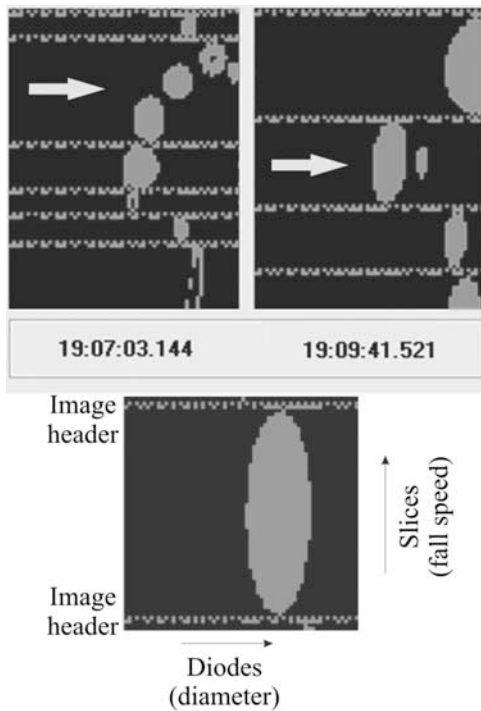 19:07:03.144
19:09:41.521
Image
header
Slices
(fall speed)
Image
header
Diodes
(diameter)